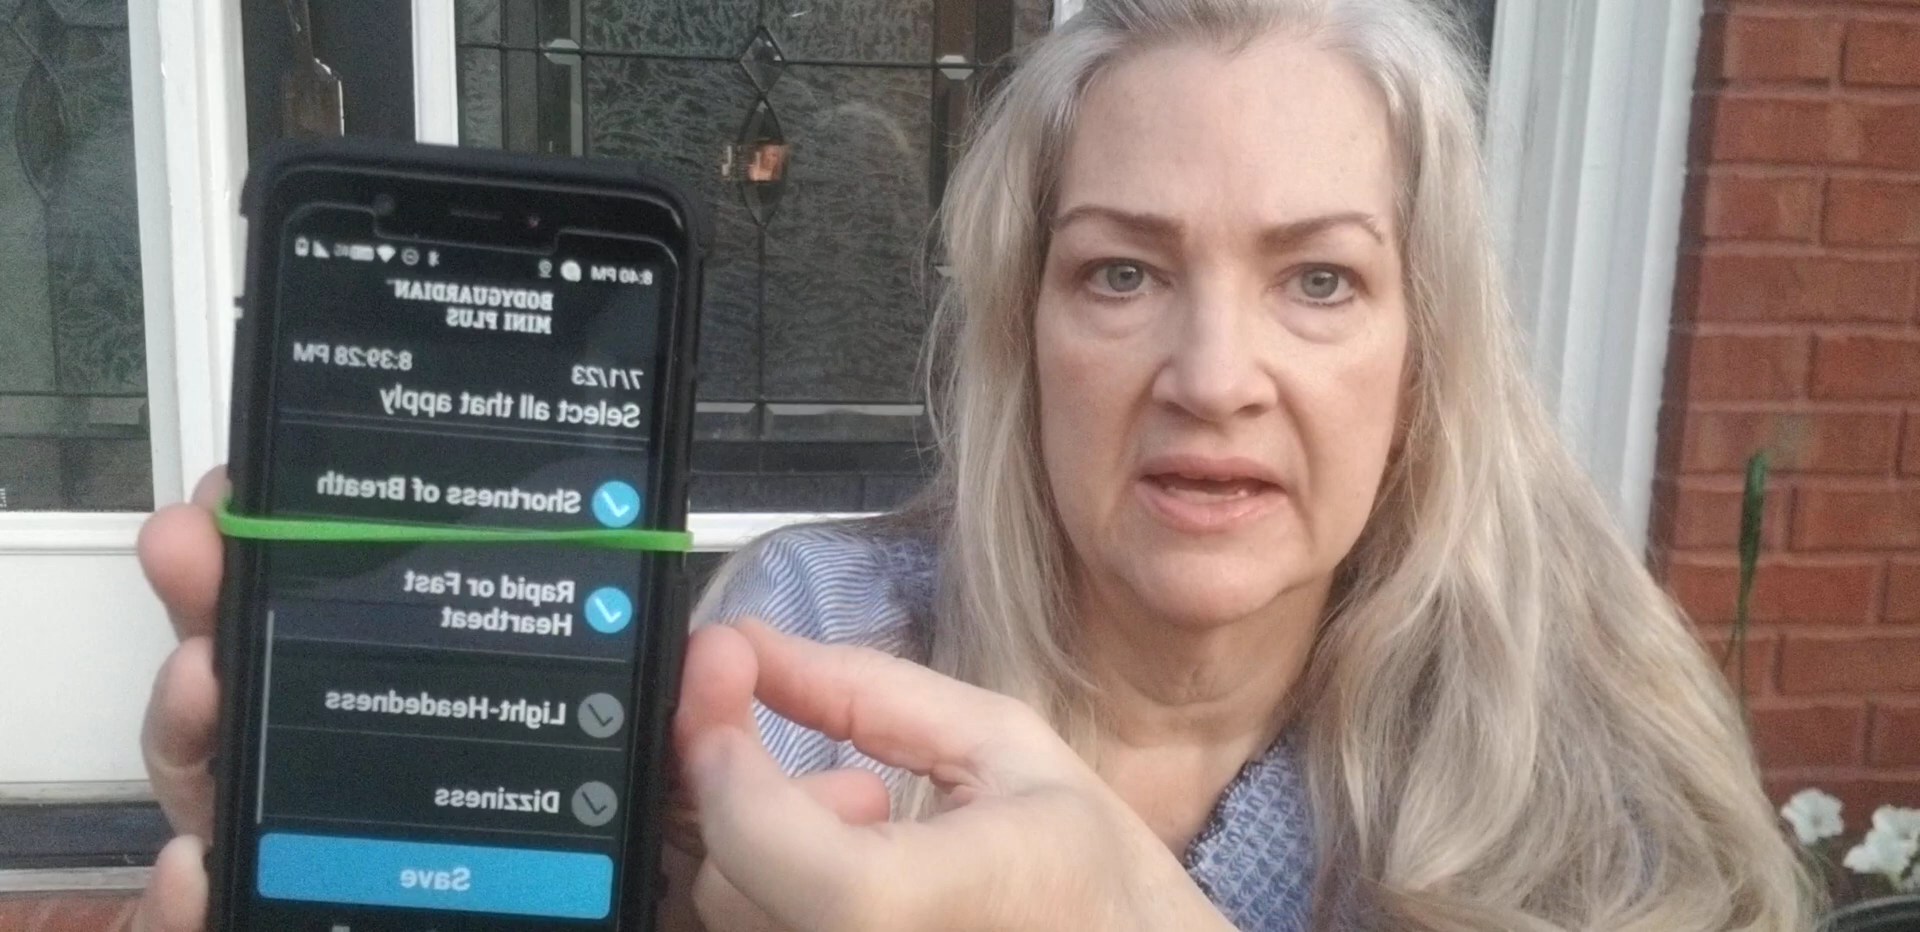 8:40 PM
BODYGUARDIAN
MINI PLUS
7/1/23 8:39:28 PM
Select all that apply
Shortness of Breath
Rapid or Fast
Heartbeat
Light-Headedness
Dizziness
Save